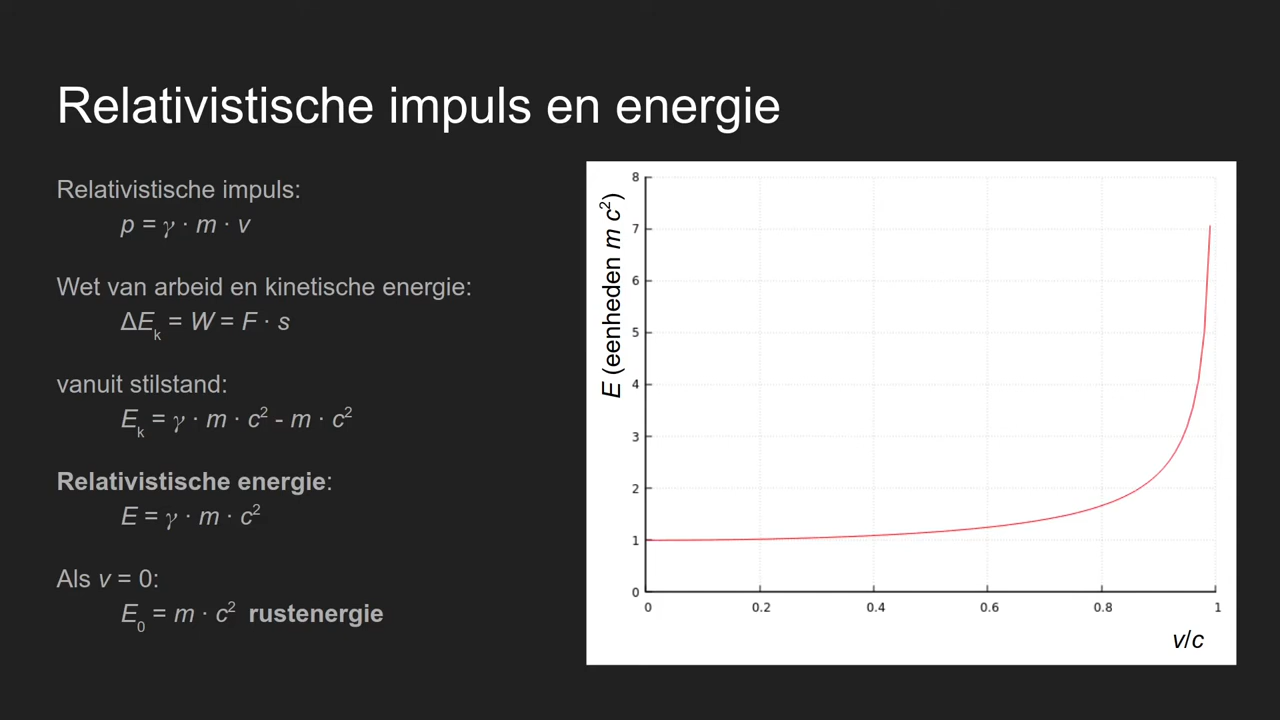 Relativistische impuls en energie
Relativistische impuls:
p = γ · m · v
Wet van arbeid en kinetische energie:
ΔEₖ = W = F · s
vanuit stilstand:
Eₖ = γ · m · c² - m · c²
Relativistische energie:
E = γ · m · c²
Als v = 0:
E₀ = m · c² rustenergie
E (eenheden m c²)
8
7
6
5
4
3
2
1
0
0 0.2 0.4 0.6 0.8 1
v/c